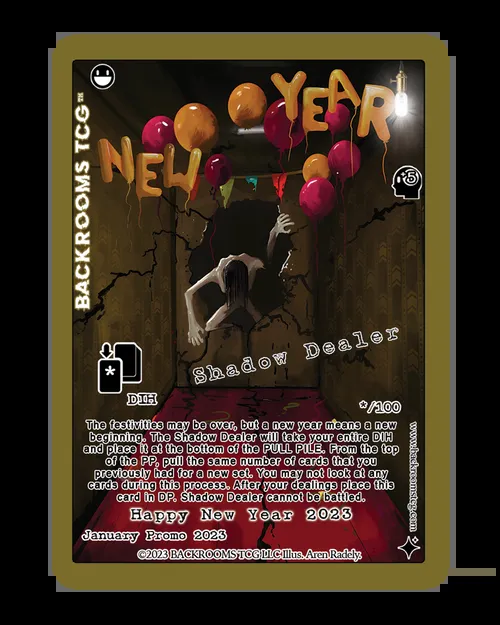 NEW YEAR
BACKROOMS TCG™
+5
Shadow Dealer
*
DIH
*/100
The festivities may be over, but a new year means a new
beginning. The Shadow Dealer will take your entire DIH
and place it at the bottom of the PULL PILE. From the top
of the PP, pull the same number of cards that you
previously had for a new set. You may not look at any
cards during this process. After your dealings place this
card in DP. Shadow Dealer cannot be battled.
www.backroomstcg.com
Happy New Year 2023
January Promo 2023
©2023 BACKROOMS TCG LLC Illus. Aren Radely.